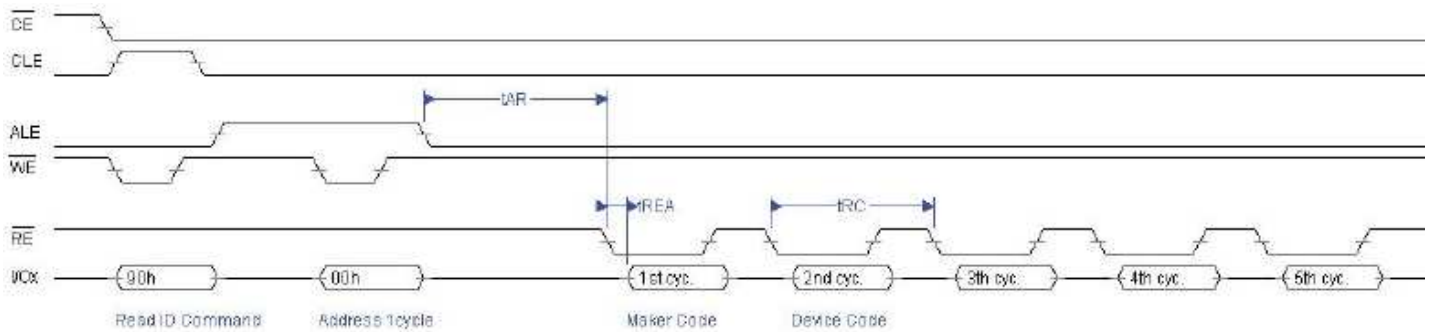 CE
CLE
tAR
ALE
WE
tREA
tRC
RE
I/Ox
90h
00h
1st cyc.
2nd cyc.
3th cyc.
4th cyc.
5th cyc.
Read ID Command
Address 1cycle
Maker Code
Device Code